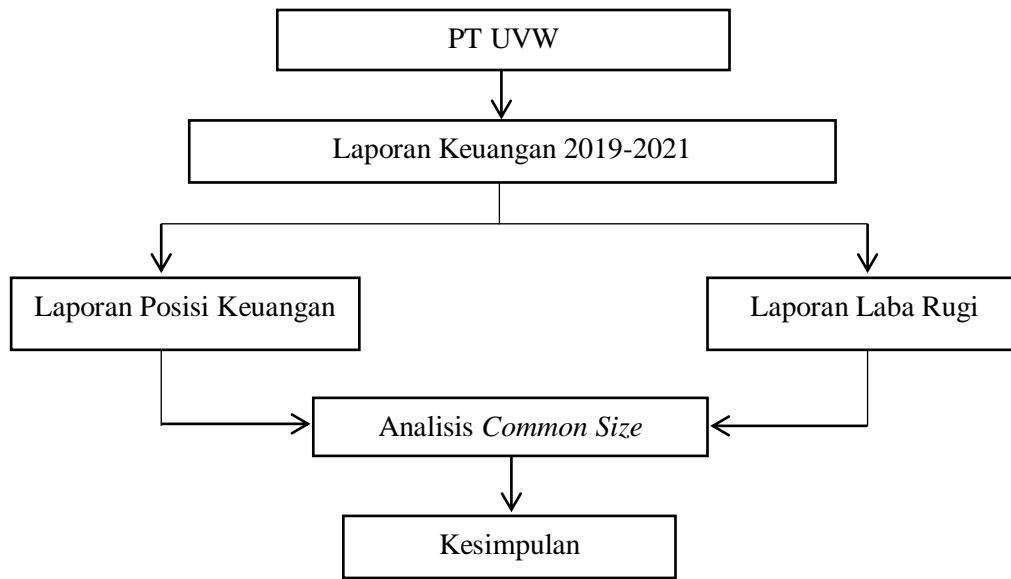 PT UVW
Laporan Keuangan 2019-2021
Laporan Posisi Keuangan
Laporan Laba Rugi
Analisis Common Size
Kesimpulan